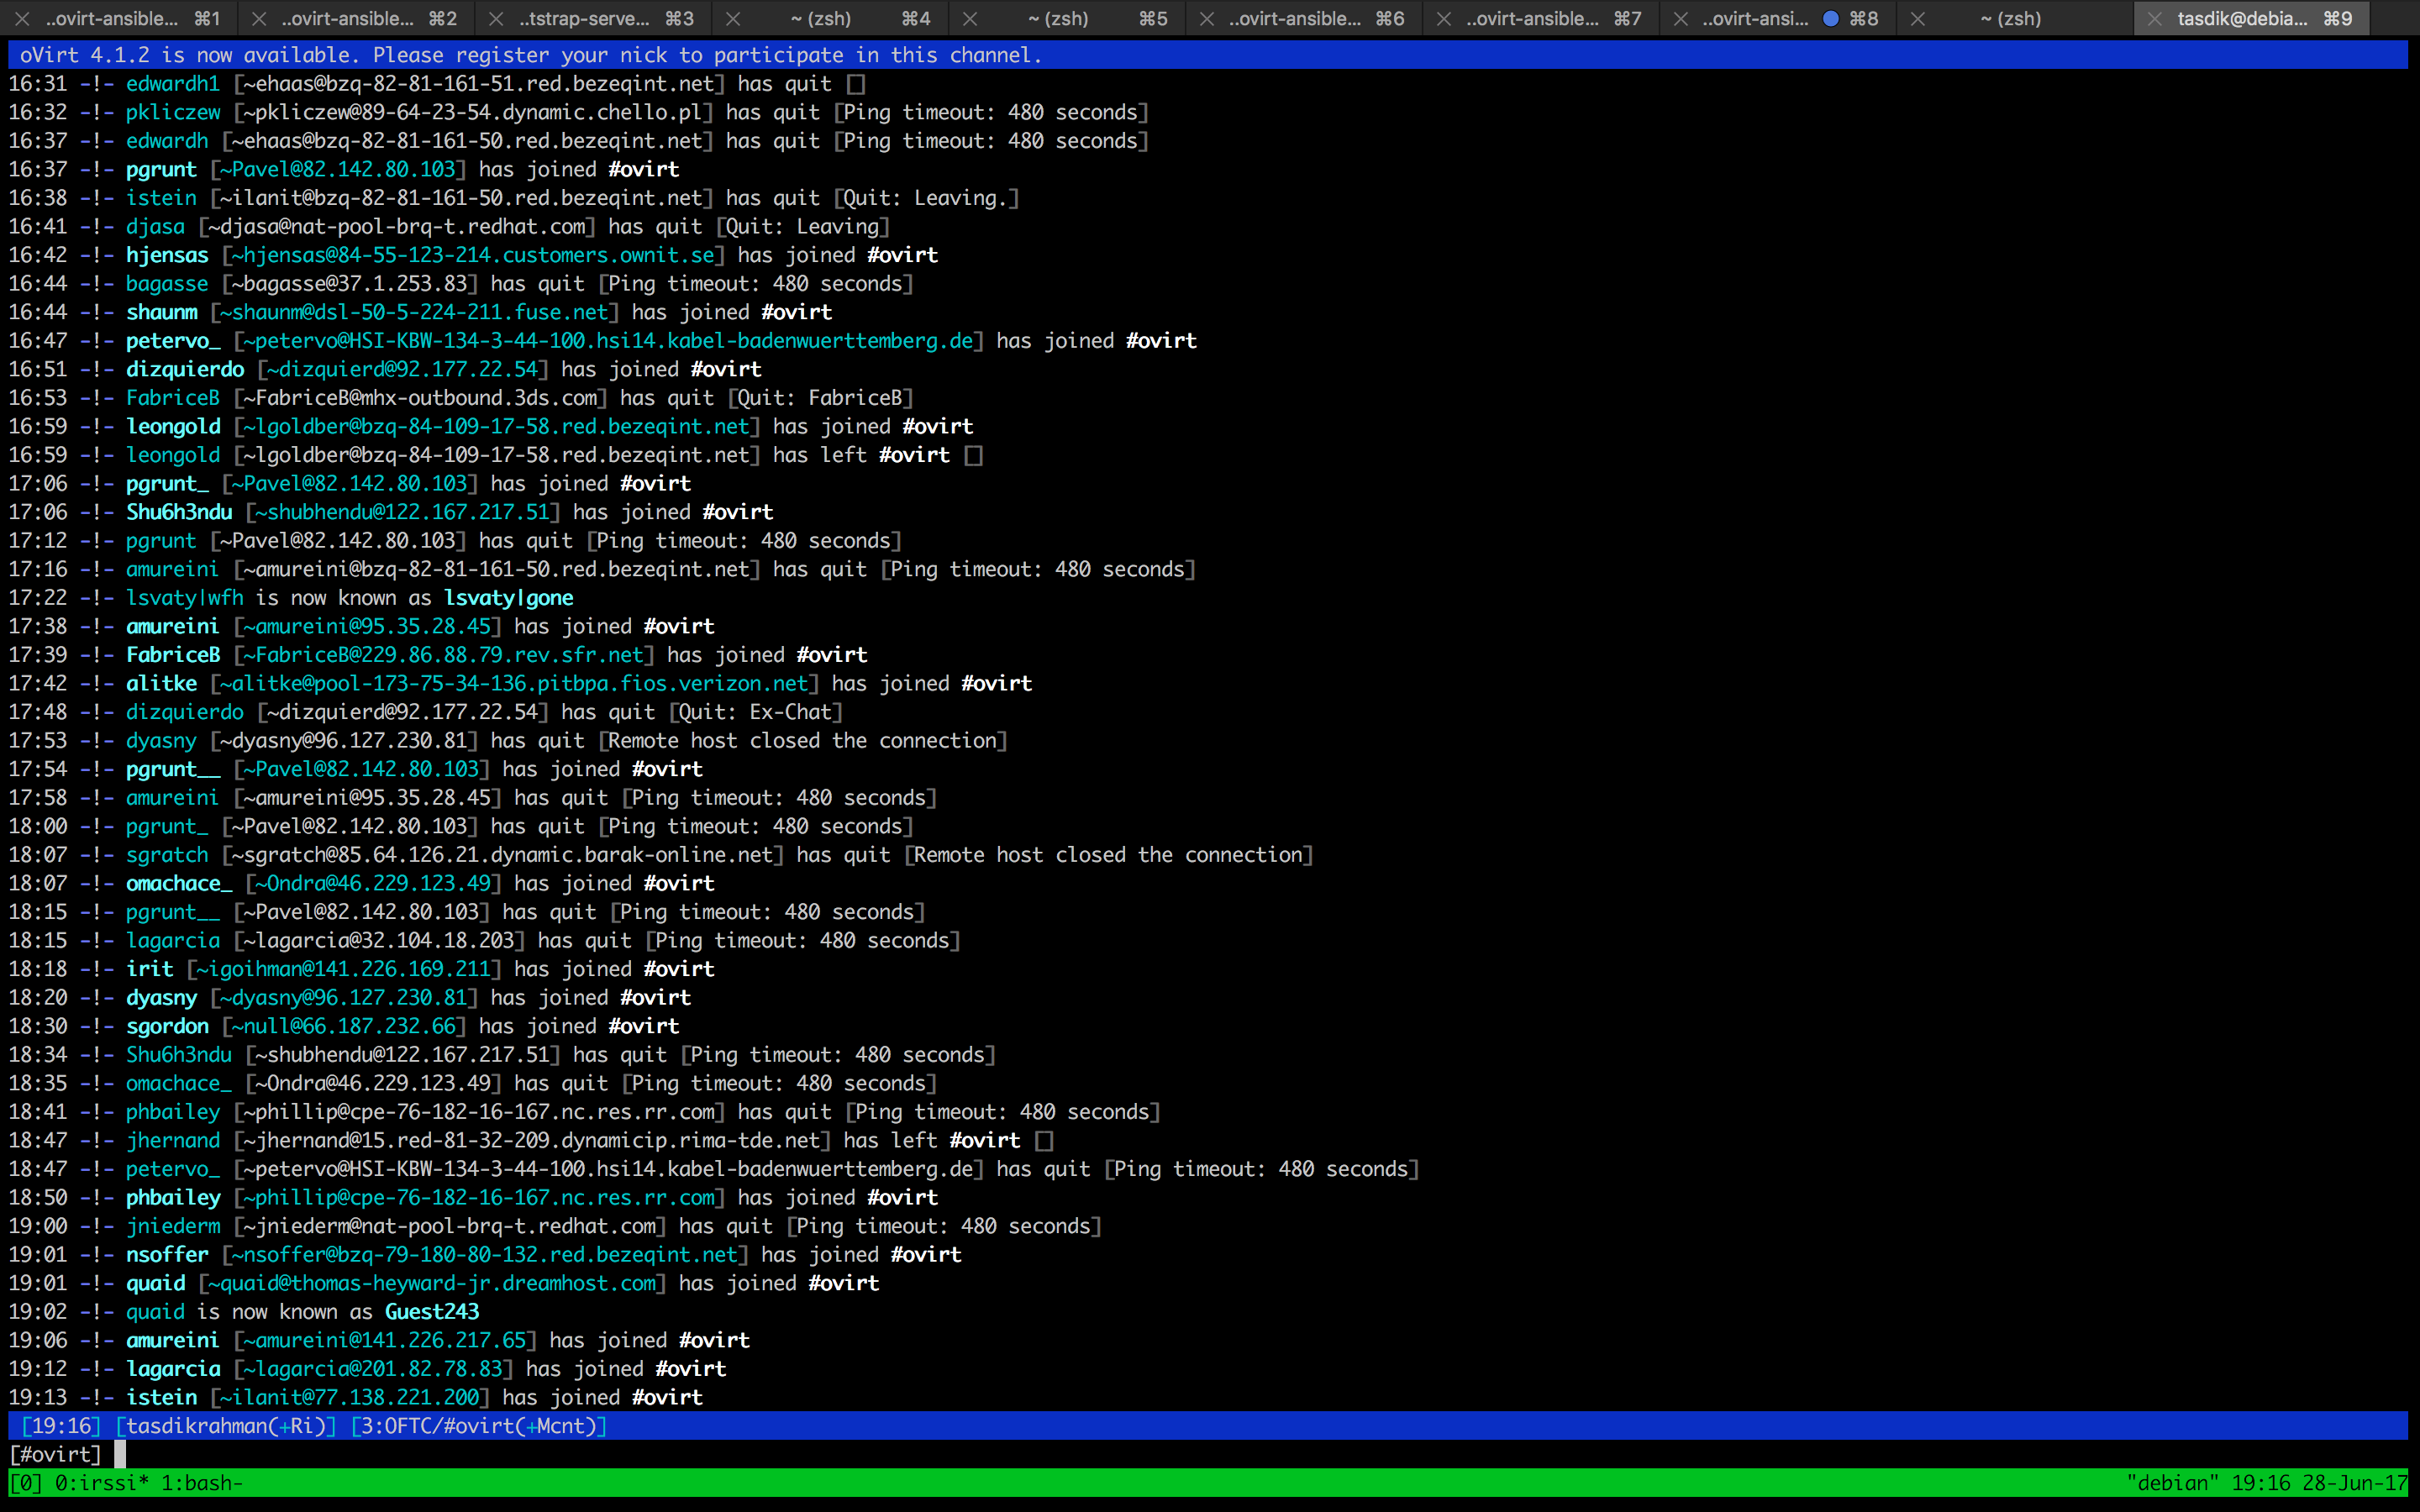 ..ovirt-ansible... ⌘1 ..ovirt-ansible... ⌘2 ..tstrap-serve... ⌘3 ~ (zsh) ⌘4 ~ (zsh) ⌘5 ..ovirt-ansible... ⌘6 ..ovirt-ansible... ⌘7 ..ovirt-ansi... ⌘8 ~ (zsh) tasdik@debia... ⌘9
oVirt 4.1.2 is now available. Please register your nick to participate in this channel.
16:31 -!- edwardh1 [~ehaas@bzq-82-81-161-51.red.bezeqint.net] has quit []
16:32 -!- pkliczew [~pkliczew@89-64-23-54.dynamic.chello.pl] has quit [Ping timeout: 480 seconds]
16:37 -!- edwardh [~ehaas@bzq-82-81-161-50.red.bezeqint.net] has quit [Ping timeout: 480 seconds]
16:37 -!- pgrunt [~Pavel@82.142.80.103] has joined #ovirt
16:38 -!- istein [~ilanit@bzq-82-81-161-50.red.bezeqint.net] has quit [Quit: Leaving.]
16:41 -!- djasa [~djasa@nat-pool-brq-t.redhat.com] has quit [Quit: Leaving]
16:42 -!- hjensas [~hjensas@84-55-123-214.customers.ownit.se] has joined #ovirt
16:44 -!- bagasse [~bagasse@37.1.253.83] has quit [Ping timeout: 480 seconds]
16:44 -!- shaunm [~shaunm@dsl-50-5-224-211.fuse.net] has joined #ovirt
16:47 -!- petervo_ [~petervo@HSI-KBW-134-3-44-100.hsi14.kabel-badenwuerttemberg.de] has joined #ovirt
16:51 -!- dizquierdo [~dizquierd@92.177.22.54] has joined #ovirt
16:53 -!- FabriceB [~FabriceB@mhx-outbound.3ds.com] has quit [Quit: FabriceB]
16:59 -!- leongold [~lgoldber@bzq-84-109-17-58.red.bezeqint.net] has joined #ovirt
16:59 -!- leongold [~lgoldber@bzq-84-109-17-58.red.bezeqint.net] has left #ovirt []
17:06 -!- pgrunt_ [~Pavel@82.142.80.103] has joined #ovirt
17:06 -!- Shu6h3ndu [~shubhendu@122.167.217.51] has joined #ovirt
17:12 -!- pgrunt [~Pavel@82.142.80.103] has quit [Ping timeout: 480 seconds]
17:16 -!- amureini [~amureini@bzq-82-81-161-50.red.bezeqint.net] has quit [Ping timeout: 480 seconds]
17:22 -!- lsvaty|wfh is now known as lsvaty|gone
17:38 -!- amureini [~amureini@95.35.28.45] has joined #ovirt
17:39 -!- FabriceB [~FabriceB@229.86.88.79.rev.sfr.net] has joined #ovirt
17:42 -!- alitke [~alitke@pool-173-75-34-136.pitbpa.fios.verizon.net] has joined #ovirt
17:48 -!- dizquierdo [~dizquierd@92.177.22.54] has quit [Quit: Ex-Chat]
17:53 -!- dyasny [~dyasny@96.127.230.81] has quit [Remote host closed the connection]
17:54 -!- pgrunt__ [~Pavel@82.142.80.103] has joined #ovirt
17:58 -!- amureini [~amureini@95.35.28.45] has quit [Ping timeout: 480 seconds]
18:00 -!- pgrunt_ [~Pavel@82.142.80.103] has quit [Ping timeout: 480 seconds]
18:07 -!- sgratch [~sgratch@85.64.126.21.dynamic.barak-online.net] has quit [Remote host closed the connection]
18:07 -!- omachace_ [~Ondra@46.229.123.49] has joined #ovirt
18:15 -!- pgrunt__ [~Pavel@82.142.80.103] has quit [Ping timeout: 480 seconds]
18:15 -!- lagarcia [~lagarcia@32.104.18.203] has quit [Ping timeout: 480 seconds]
18:18 -!- irit [~igoihman@141.226.169.211] has joined #ovirt
18:20 -!- dyasny [~dyasny@96.127.230.81] has joined #ovirt
18:30 -!- sgordon [~null@66.187.232.66] has joined #ovirt
18:34 -!- Shu6h3ndu [~shubhendu@122.167.217.51] has quit [Ping timeout: 480 seconds]
18:35 -!- omachace_ [~Ondra@46.229.123.49] has quit [Ping timeout: 480 seconds]
18:41 -!- phbailey [~phillip@cpe-76-182-16-167.nc.res.rr.com] has quit [Ping timeout: 480 seconds]
18:47 -!- jhernand [~jhernand@15.red-81-32-209.dynamicip.rima-tde.net] has left #ovirt []
18:47 -!- petervo_ [~petervo@HSI-KBW-134-3-44-100.hsi14.kabel-badenwuerttemberg.de] has quit [Ping timeout: 480 seconds]
18:50 -!- phbailey [~phillip@cpe-76-182-16-167.nc.res.rr.com] has joined #ovirt
19:00 -!- jniederm [~jniederm@nat-pool-brq-t.redhat.com] has quit [Ping timeout: 480 seconds]
19:01 -!- nsoffer [~nsoffer@bzq-79-180-80-132.red.bezeqint.net] has joined #ovirt
19:01 -!- quaid [~quaid@thomas-heyward-jr.dreamhost.com] has joined #ovirt
19:02 -!- quaid is now known as Guest243
19:06 -!- amureini [~amureini@141.226.217.65] has joined #ovirt
19:12 -!- lagarcia [~lagarcia@201.82.78.83] has joined #ovirt
19:13 -!- istein [~ilanit@77.138.221.200] has joined #ovirt
[19:16] [tasdikrahman(+Ri)] [3:OFTC/#ovirt(+Mcnt)]
[#ovirt]
[0] 0:irssi* 1:bash- "debian" 19:16 28-Jun-17